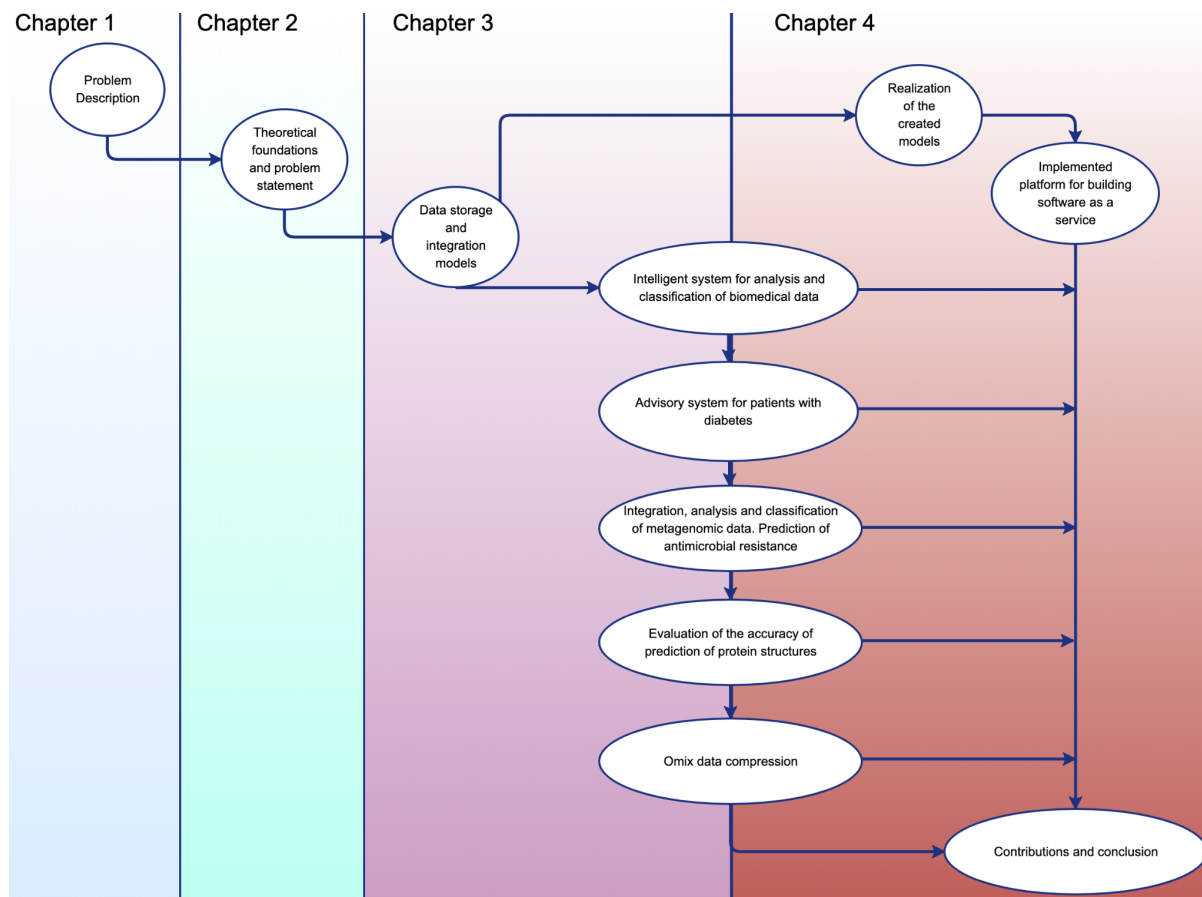 Chapter 1
Chapter 2
Chapter 3
Chapter 4
Problem
Description
Theoretical
foundations
and problem
statement
Data storage
and
integration
models
Realization
of the
created
models
Implemented
platform for building
software as a
service
Intelligent system for analysis and
classification of biomedical data
Advisory system for patients with
diabetes
Integration, analysis and classification
of metagenomic data. Prediction of
antimicrobial resistance
Evaluation of the accuracy of
prediction of protein structures
Omix data compression
Contributions and conclusion